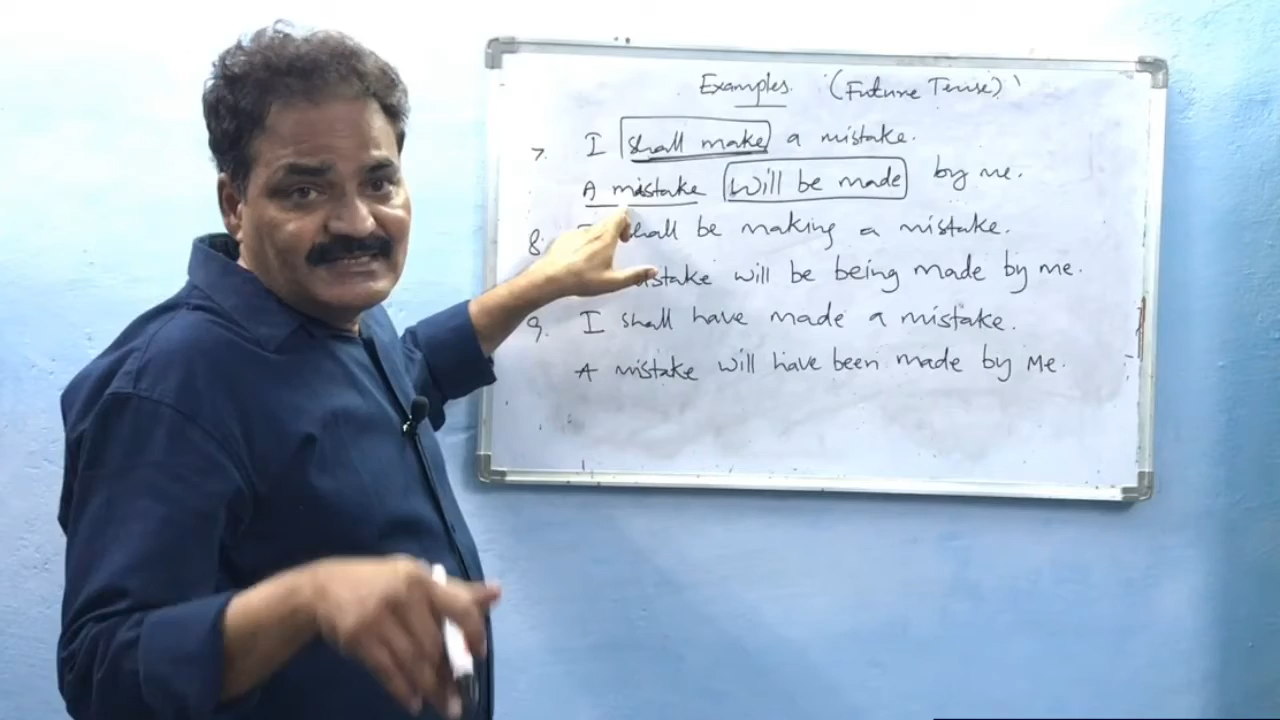 Examples. (Future Tense)
7. I shall make a mistake.
A mistake will be made by me.
8. shall be making a mistake.
will be being made by me.
9. I shall have made a mistake.
A mistake will have been made by me.